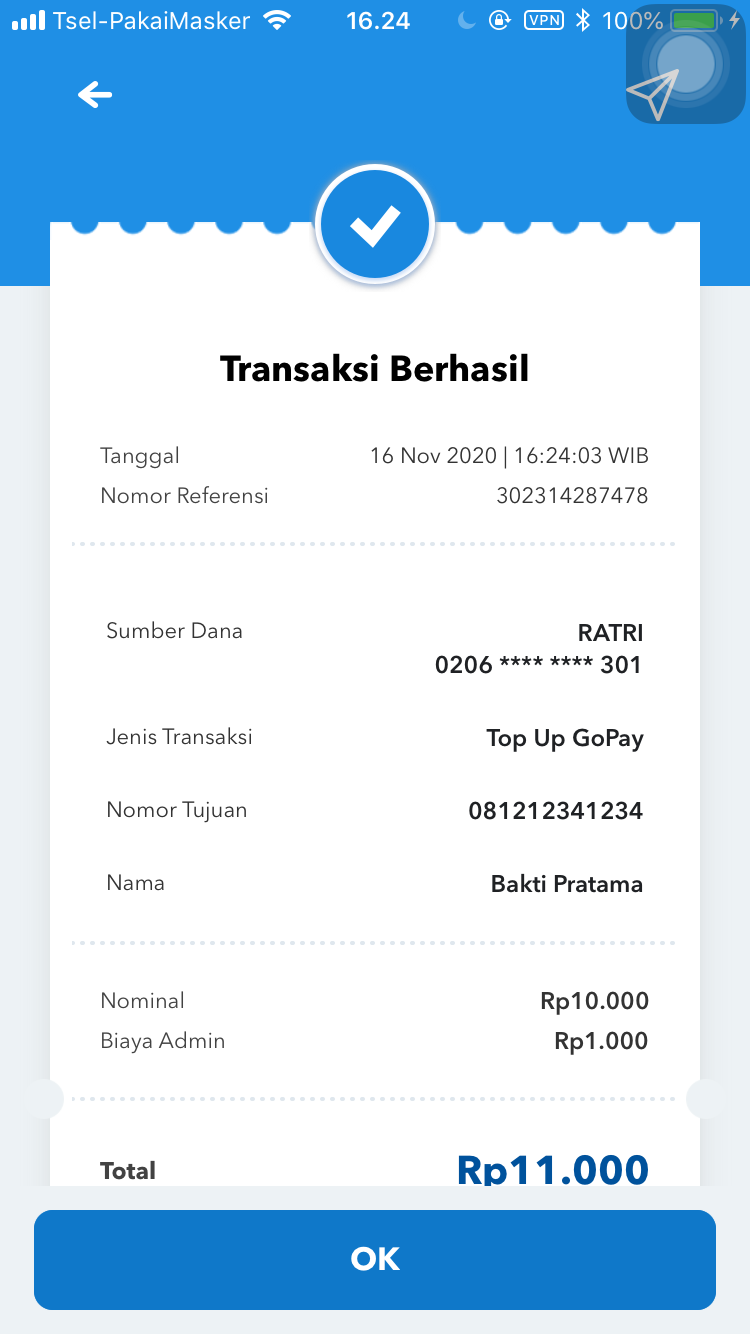 Tsel-PakaiMasker 16.24 VPN 100%
Transaksi Berhasil
Tanggal 16 Nov 2020 | 16:24:03 WIB
Nomor Referensi 302314287478
Sumber Dana RATRI
0206 **** **** 301
Jenis Transaksi Top Up GoPay
Nomor Tujuan 081212341234
Nama Bakti Pratama
Nominal Rp10.000
Biaya Admin Rp1.000
Total Rp11.000
OK